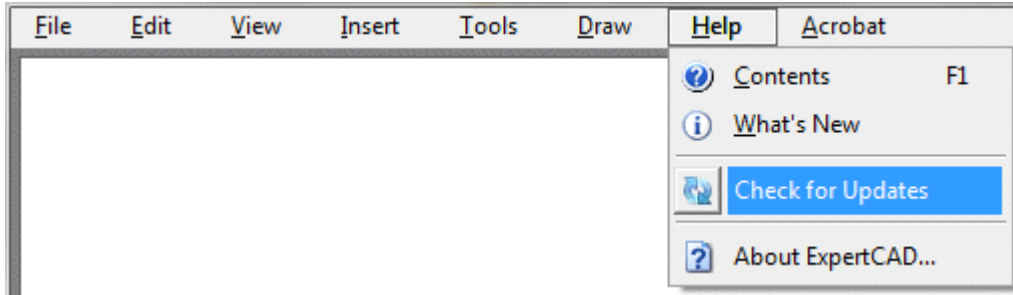 File Edit View Insert Tools Draw Help Acrobat
Contents F1
What's New
Check for Updates
About ExpertCAD...